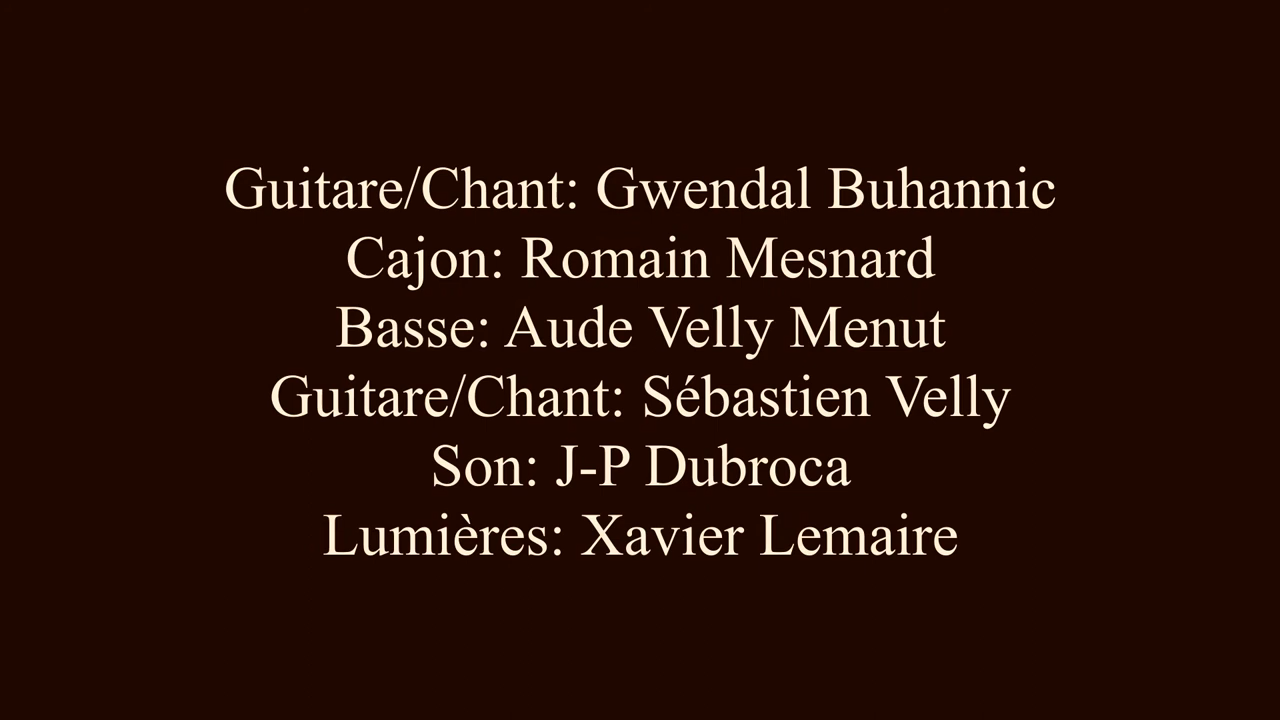 Guitare/Chant: Gwendal Buhannic
Cajon: Romain Mesnard
Basse: Aude Velly Menut
Guitare/Chant: Sébastien Velly
Son: J-P Dubroca
Lumières: Xavier Lemaire